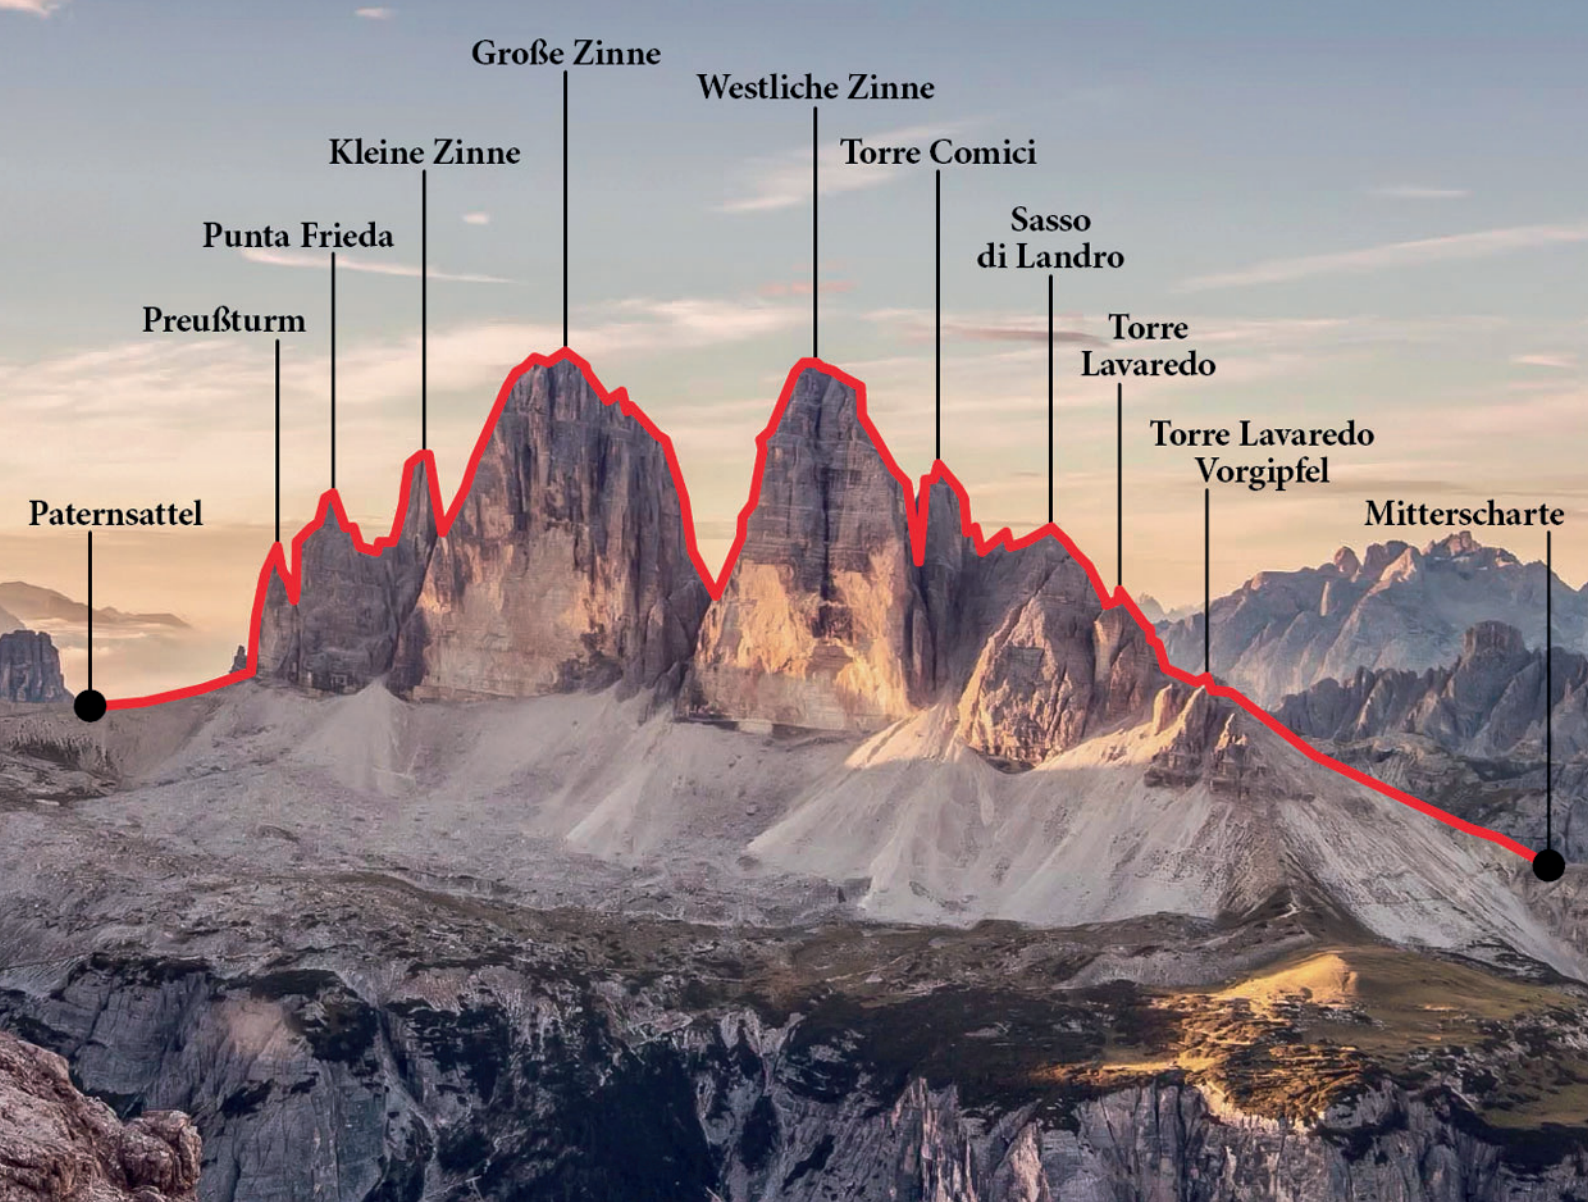 Große Zinne
Westliche Zinne
Kleine Zinne
Torre Comici
Punta Frieda
Sasso
di Landro
Preußturm
Torre
Lavaredo
Torre Lavaredo
Vorgipfel
Paternsattel
Mitterscharte